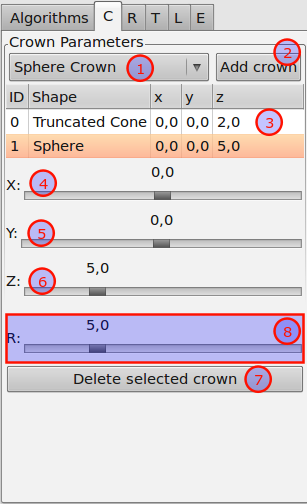 Algorithms C R T L E
Crown Parameters
Sphere Crown 1 Add crown 2
ID Shape x y z
0 Truncated Cone 0,0 0,0 2,0 3
1 Sphere 0,0 0,0 5,0
0,0
X: 4
0,0
Y: 5
5,0
Z: 6
5,0
R: 8
Delete selected crown 7